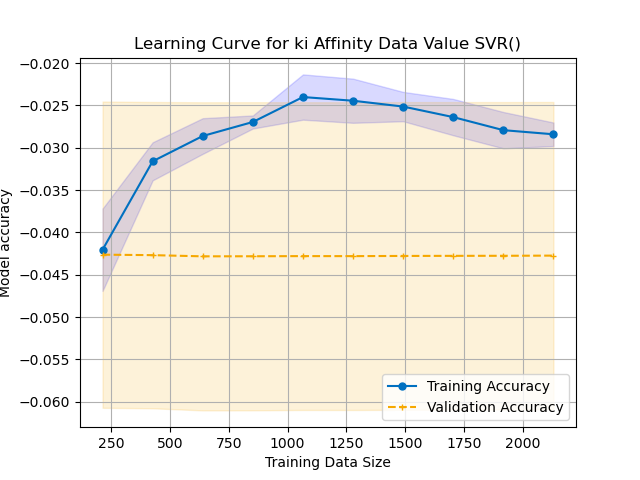 Learning Curve for ki Affinity Data Value SVR()
Model accuracy
−0.020
−0.025
−0.030
−0.035
−0.040
−0.045
−0.050
−0.055
−0.060
250 500 750 1000 1250 1500 1750 2000
Training Data Size
Training Accuracy
Validation Accuracy